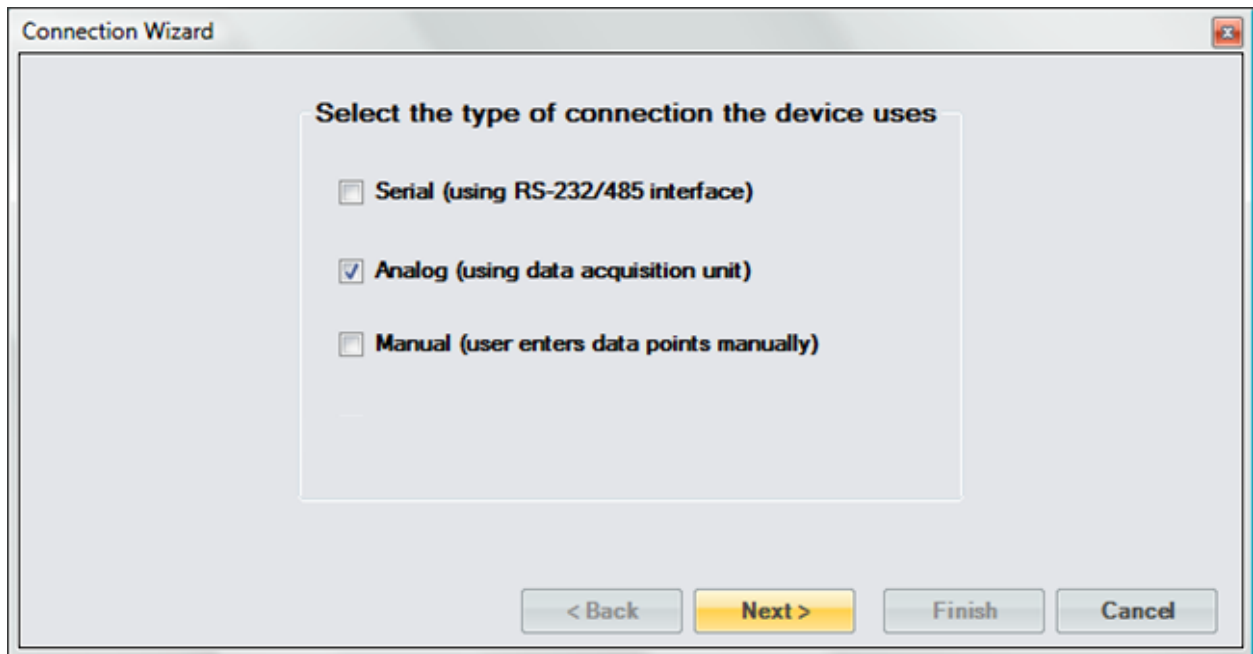 Connection Wizard
Select the type of connection the device uses
Serial (using RS-232/485 interface)
Analog (using data acquisition unit)
Manual (user enters data points manually)
< Back Next > Finish Cancel